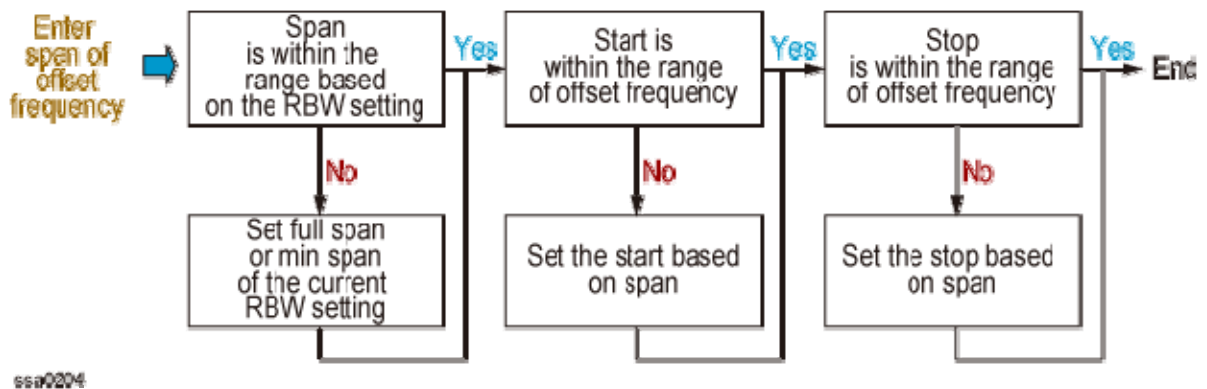 Enter
span of
offset
frequency
Span
is within the
range based
on the RBW setting
Yes
Start is
within the range
of offset frequency
Yes
Stop
is within the range
of offset frequency
Yes
End
No
No
No
Set full span
or min span
of the current
RBW setting
Set the start based
on span
Set the stop based
on span
ssa0204